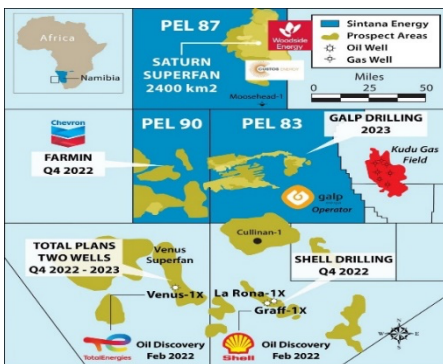 Africa
Namibia
PEL 87
SATURN
SUPERFAN
2400 km2
Woodside
Energy
Moosehead-1
Sintana Energy
Prospect Areas
Oil Well
Gas Well
Miles
0
25
50
Chevron
FARMIN
Q4 2022
PEL 90
PEL 83
GALP DRILLING
2023
Kudu Gas
Field
galp
Operator
TOTAL PLANS
TWO WELLS
Q4 2022 - 2023
Venus
Superfan
Venus-1X
TotalEnergies
Oil Discovery
Feb 2022
Cullinan-1
SHELL DRILLING
Q4 2022
La Rona-1X
Graff-1X
Shell
Oil Discovery
Feb 2022